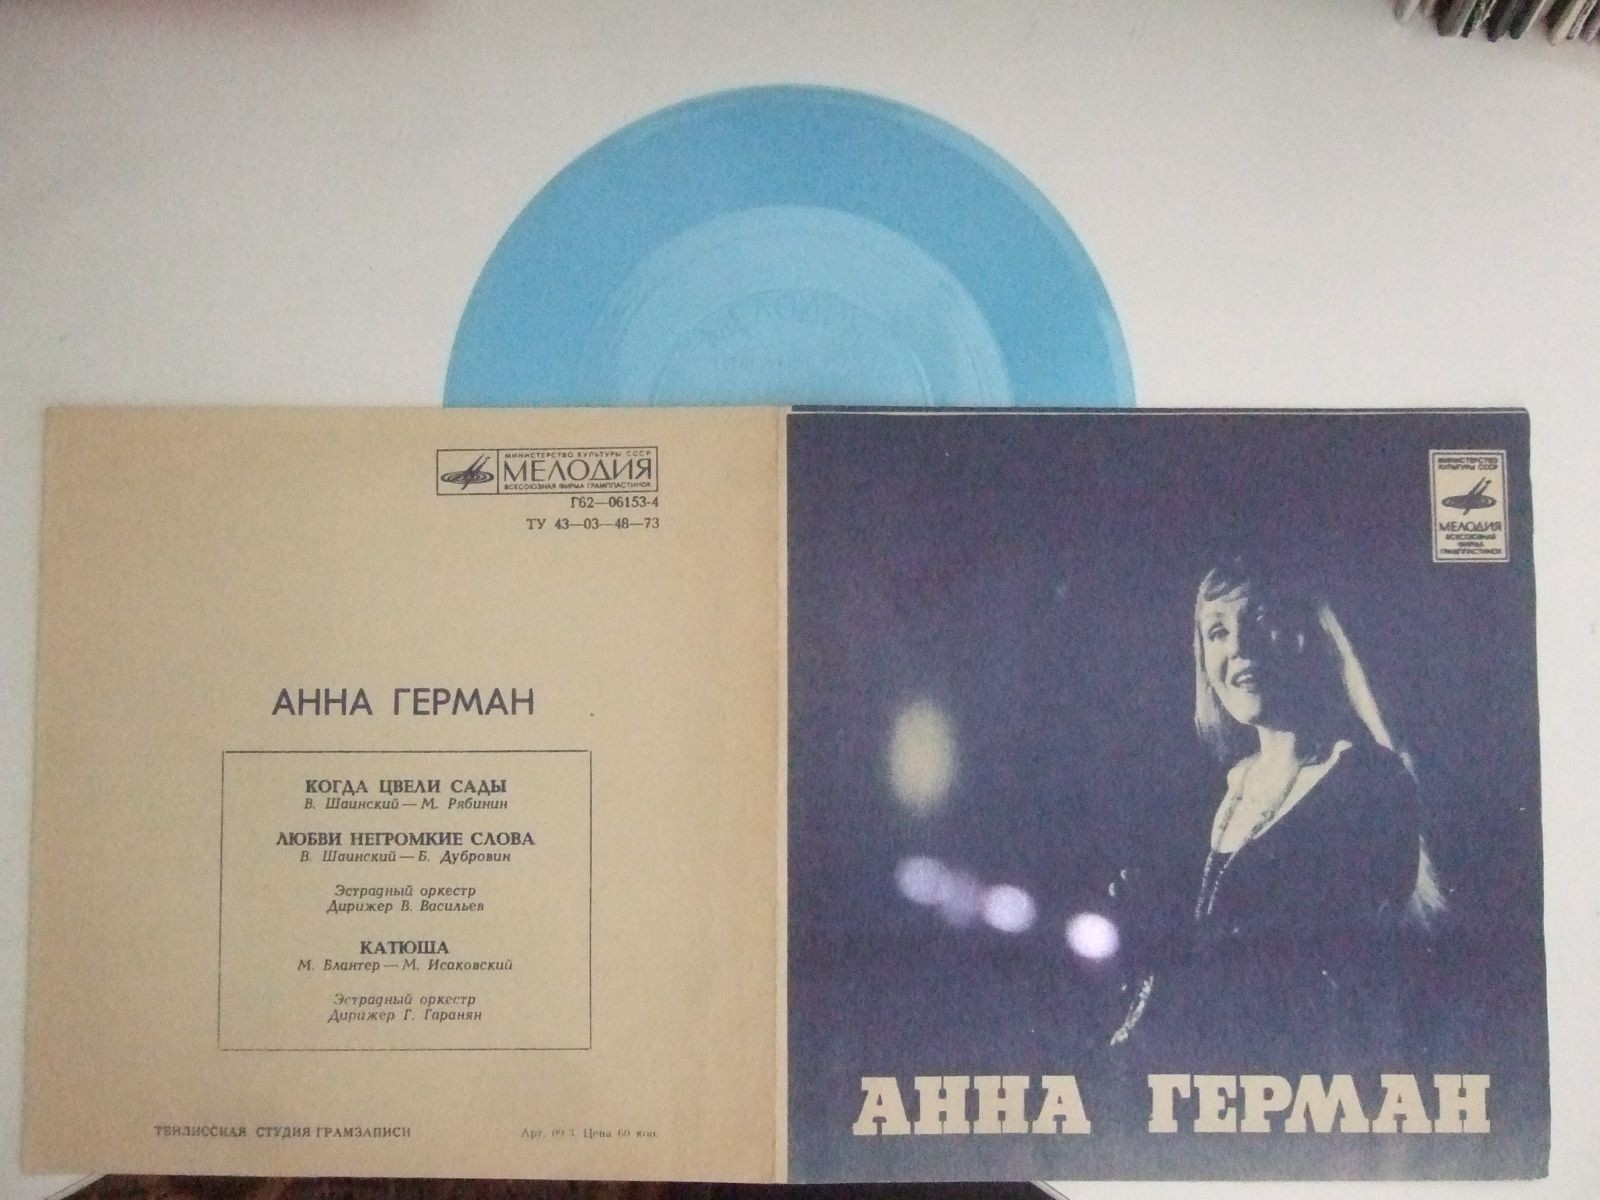 МИНИСТЕРСТВО КУЛЬТУРЫ СССР
МЕЛОДИЯ
ВСЕСОЮЗНАЯ ФИРМА ГРАМПЛАСТИНОК
Г62—06153-4
ТУ 43—03—48—73
АННА ГЕРМАН
КОГДА ЦВЕЛИ САДЫ
В. Шаинский — М. Рябинин
ЛЮБВИ НЕГРОМКИЕ СЛОВА
В. Шаинский — Б. Дубровин
Эстрадный оркестр
Дирижер В. Васильев
КАТЮША
М. Блантер — М. Исаковский
Эстрадный оркестр
Дирижер Г. Гаранян
ТБИЛИССКАЯ СТУДИЯ ГРАМЗАПИСИ
Арт. Цена 60 коп.
МИНИСТЕРСТВО
КУЛЬТУРЫ СССР
МЕЛОДИЯ
ВСЕСОЮЗНАЯ
ФИРМА
ГРАМПЛАСТИНОК
АННА ГЕРМАН